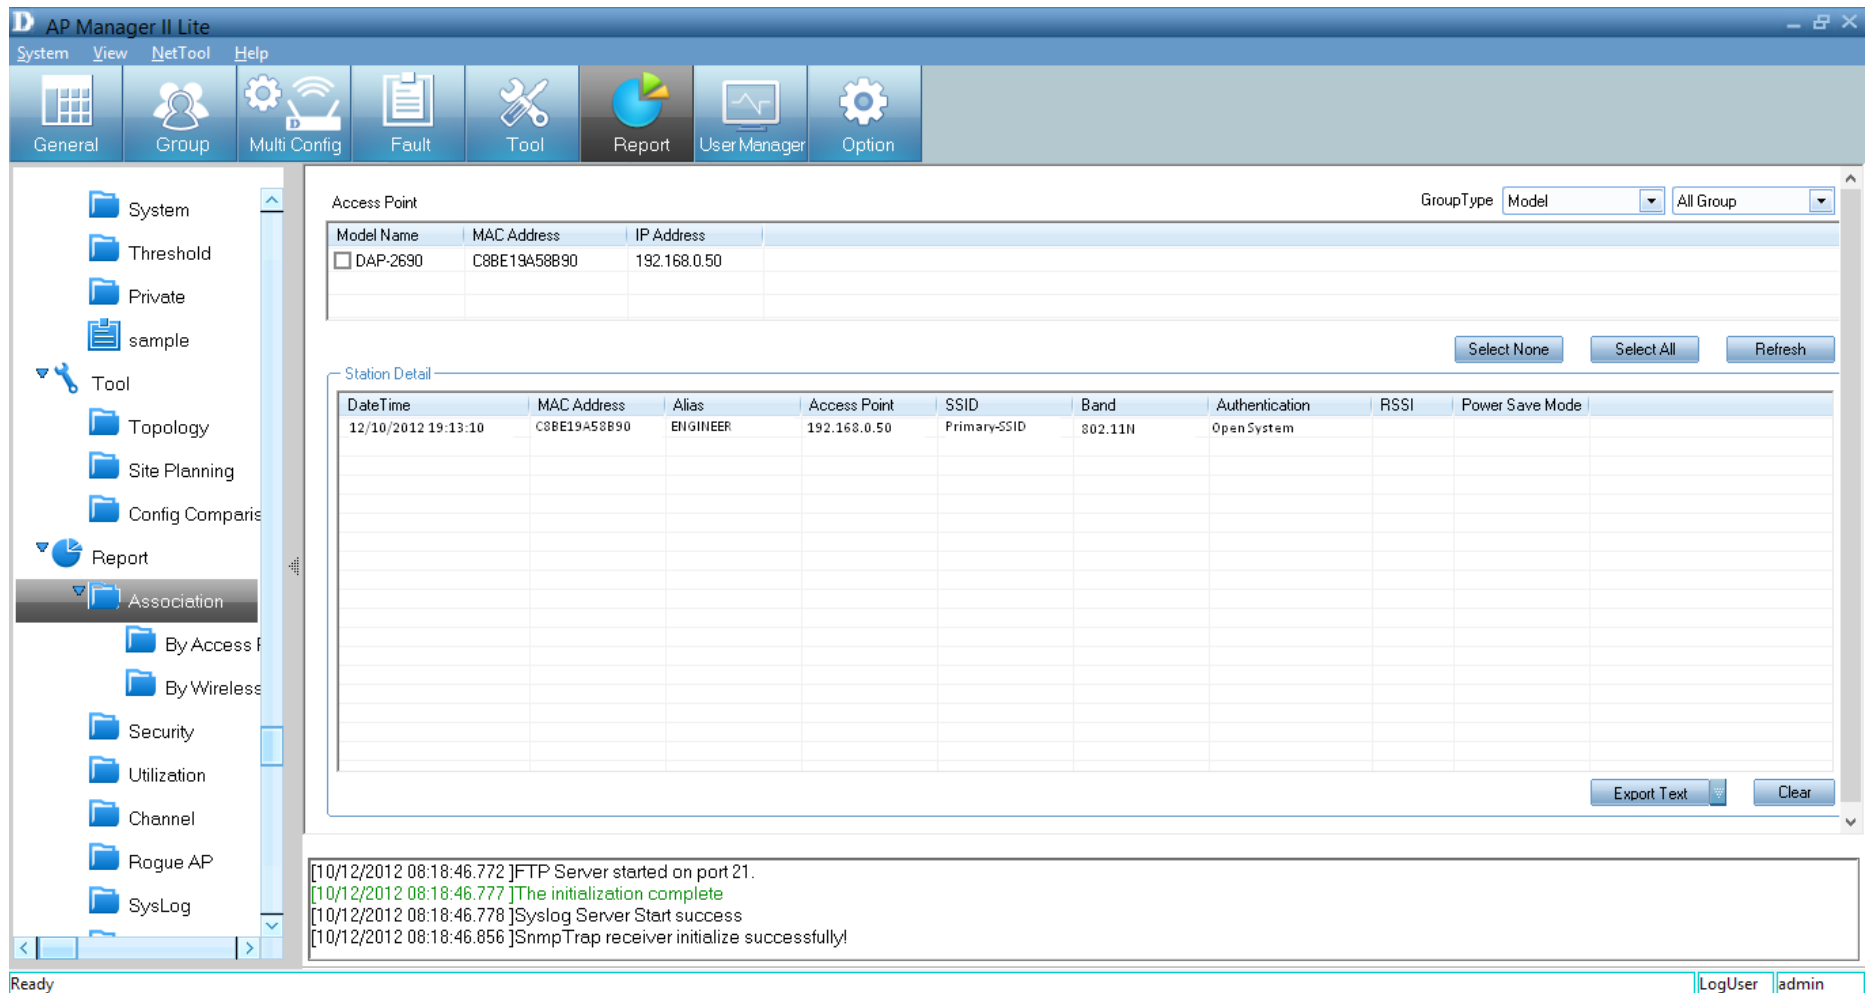 AP Manager II Lite
System View NetTool Help
General Group Multi Config Fault Tool Report User Manager Option
System
Threshold
Private
sample
Tool
Topology
Site Planning
Config Comparis
Report
Association
By Access
By Wireless
Security
Utilization
Channel
Rogue AP
SysLog
Access Point GroupType Model All Group
Model Name MAC Address IP Address
DAP-2690 C8BE19A58B90 192.168.0.50
Select None Select All Refresh
Station Detail
DateTime MAC Address Alias Access Point SSID Band Authentication RSSI Power Save Mode
12/10/2012 19:13:10 C8BE19A58B90 ENGINEER 192.168.0.50 Primary-SSID 802.11N Open System
Export Text Clear
[10/12/2012 08:18:46.772 ]FTP Server started on port 21.
[10/12/2012 08:18:46.777 ]The initialization complete
[10/12/2012 08:18:46.778 ]Syslog Server Start success
[10/12/2012 08:18:46.856 ]SnmpTrap receiver initialize successfully!
Ready LogUser admin